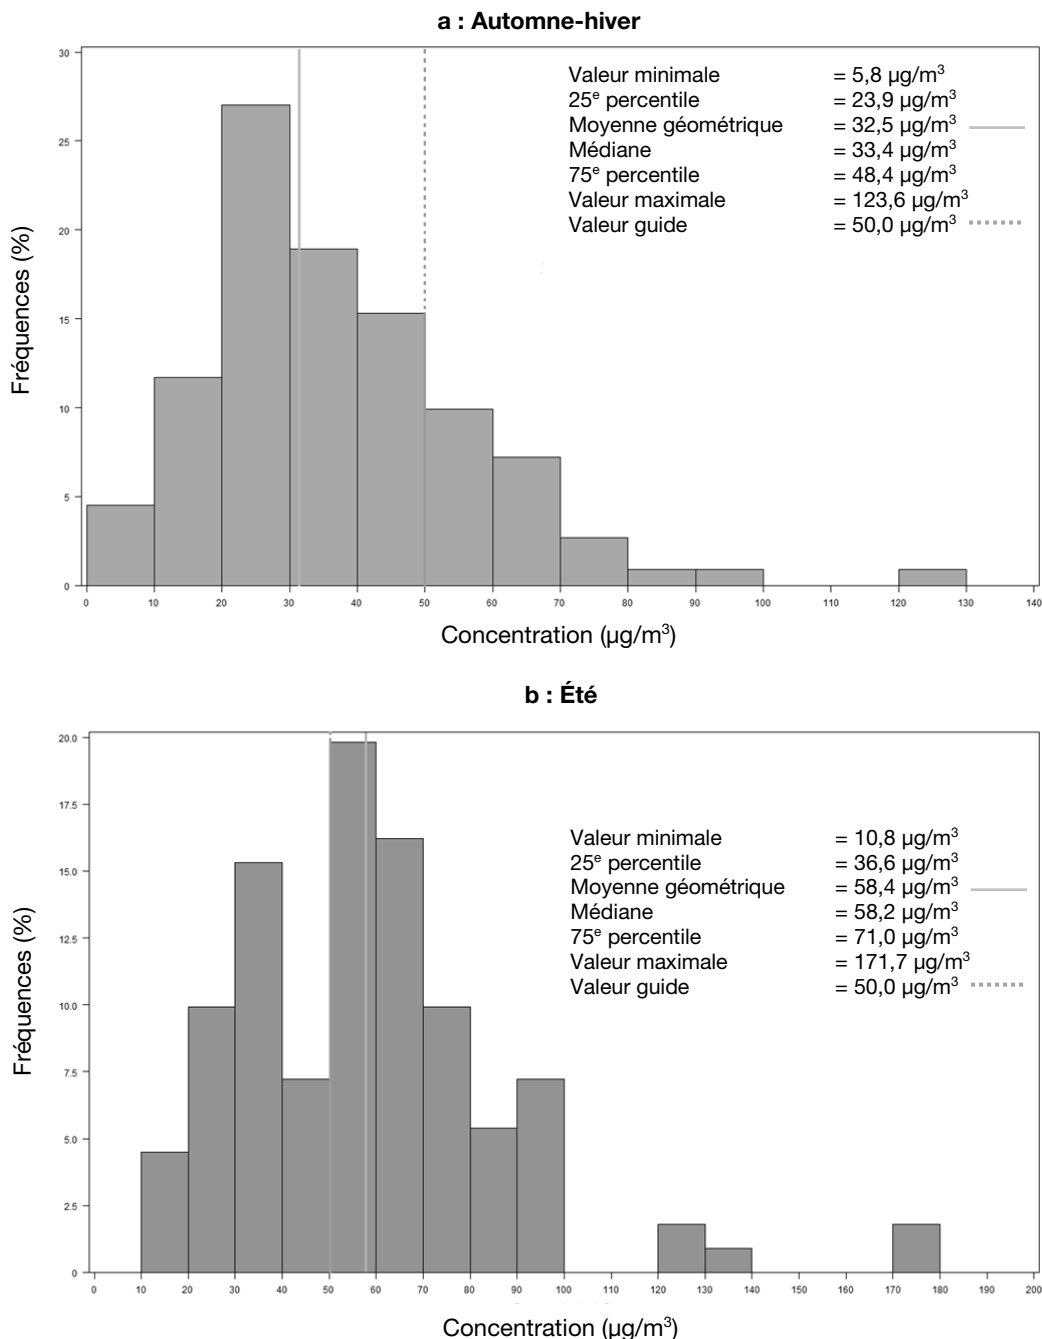 a : Automne-hiver
30
25
20
15
10
5
0
Fréquences (%)
Valeur minimale = 5,8 µg/m³
25ᵉ percentile = 23,9 µg/m³
Moyenne géométrique = 32,5 µg/m³
Médiane = 33,4 µg/m³
75ᵉ percentile = 48,4 µg/m³
Valeur maximale = 123,6 µg/m³
Valeur guide = 50,0 µg/m³
0 10 20 30 40 50 60 70 80 90 100 110 120 130 140
Concentration (µg/m³)
b : Été
20.0
17.5
15.0
12.5
10.0
7.5
5.0
2.5
0
Fréquences (%)
Valeur minimale = 10,8 µg/m³
25ᵉ percentile = 36,6 µg/m³
Moyenne géométrique = 58,4 µg/m³
Médiane = 58,2 µg/m³
75ᵉ percentile = 71,0 µg/m³
Valeur maximale = 171,7 µg/m³
Valeur guide = 50,0 µg/m³
0 10 20 30 40 50 60 70 80 90 100 110 120 130 140 150 160 170 180 190 200
Concentration (µg/m³)